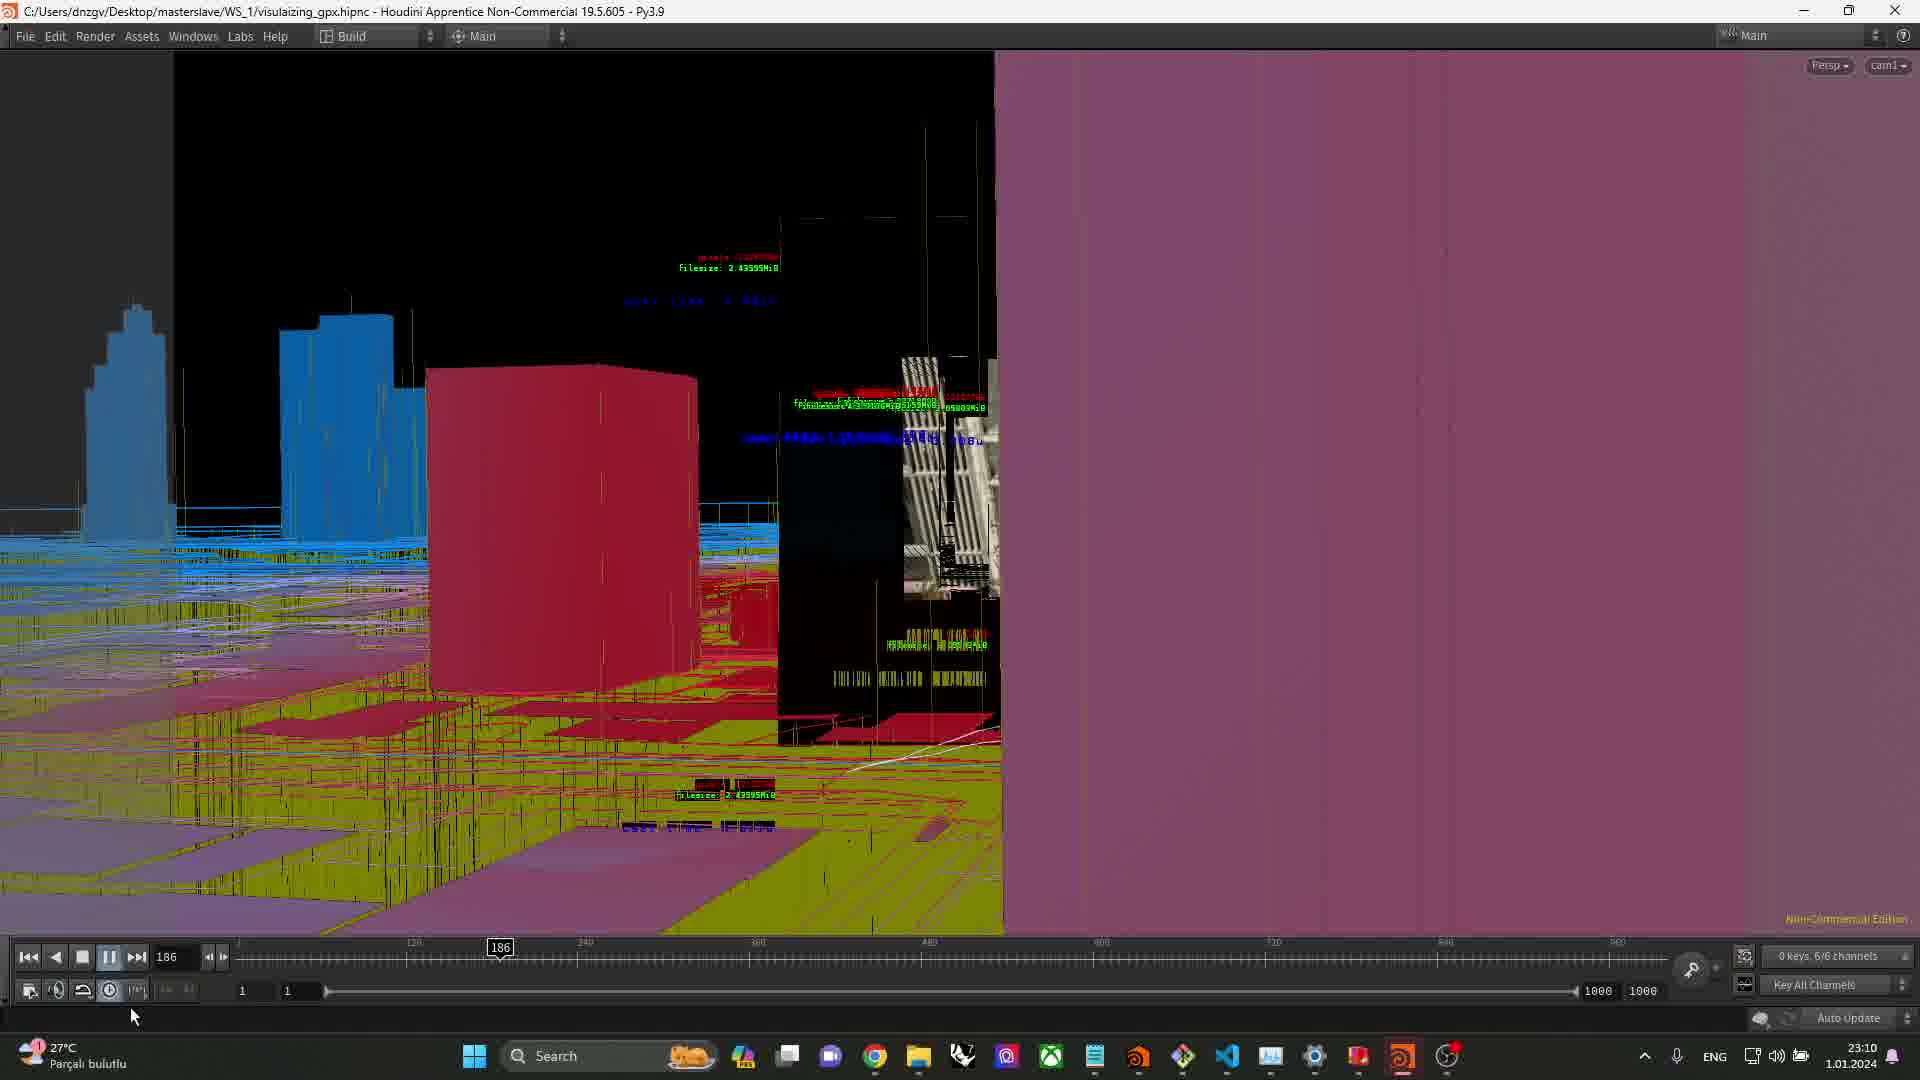 C:/Users/dnzgv/Desktop/masterslave/WS_1/visulaizing_gpx.hipnc - Houdini Apprentice Non-Commercial 19.5.605 - Py3.9
File Edit Render Assets Windows Labs Help Build Main Main
Persp cam1
filesize: 2.43595MiB
filesize: 2.43595MiB
Non-Commercial Edition
186 1 120 186 240 360 480 600 720 840 960 0 keys, 6/6 channels
1 1 1000 1000 Key All Channels
Auto Update
27°C
Parçalı bulutlu
Search
ENG
23:10
1.01.2024